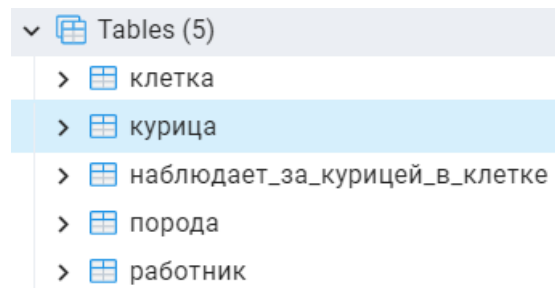 Tables (5)
клетка
курица
наблюдает_за_курицей_в_клетке
порода
работник